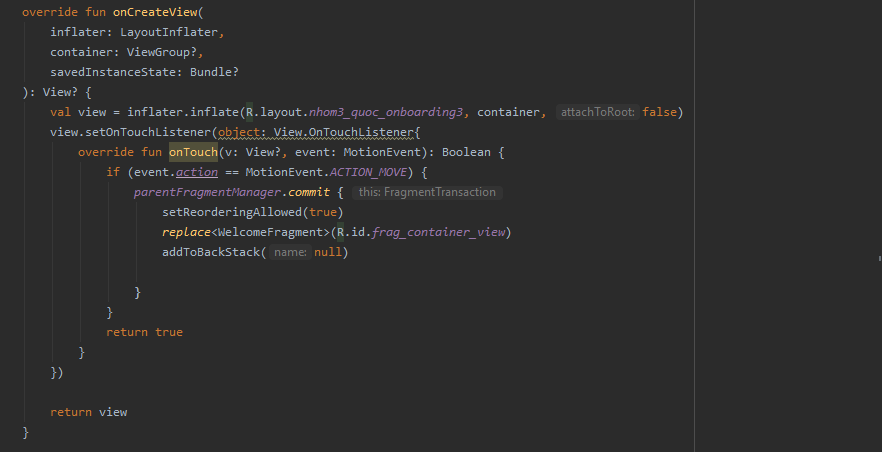 override fun onCreateView(
    inflater: LayoutInflater,
    container: ViewGroup?,
    savedInstanceState: Bundle?
): View? {
    val view = inflater.inflate(R.layout.nhom3_quoc_onboarding3, container, attachToRoot: false)
    view.setOnTouchListener(object: View.OnTouchListener{
        override fun onTouch(v: View?, event: MotionEvent): Boolean {
            if (event.action == MotionEvent.ACTION_MOVE) {
                parentFragmentManager.commit { this: FragmentTransaction
                    setReorderingAllowed(true)
                    replace<WelcomeFragment>(R.id.frag_container_view)
                    addToBackStack( name: null)
                }
            }
            return true
        }
    })
    return view
}